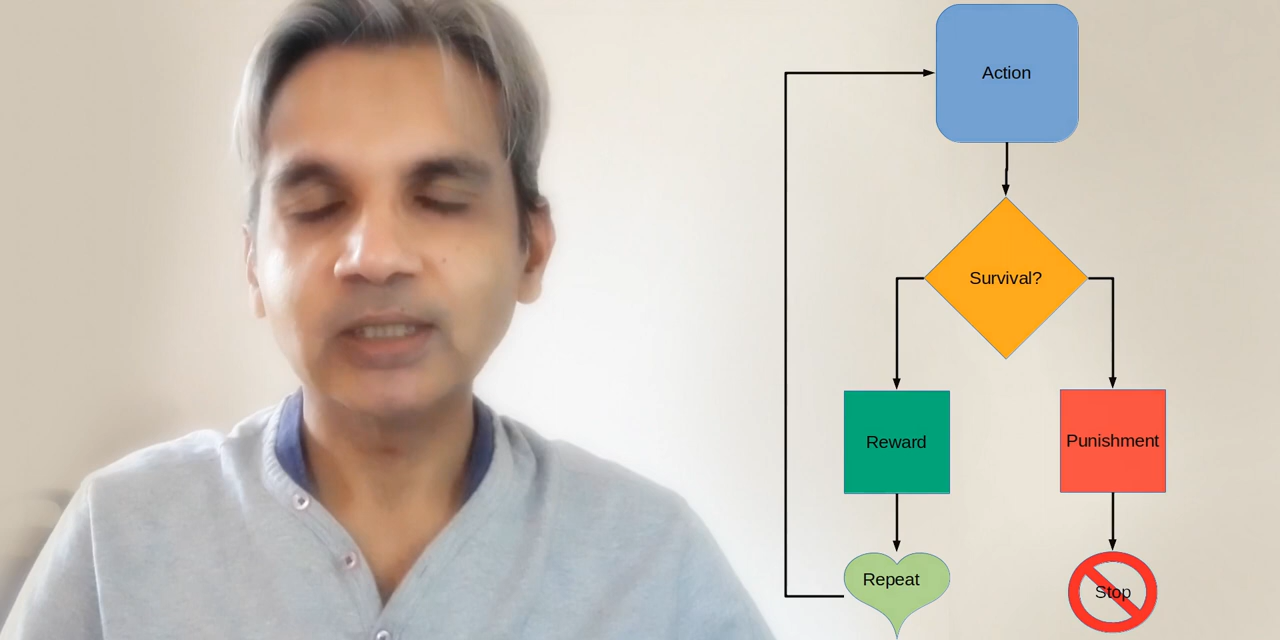 Action
Survival?
Reward
Punishment
Repeat
Stop